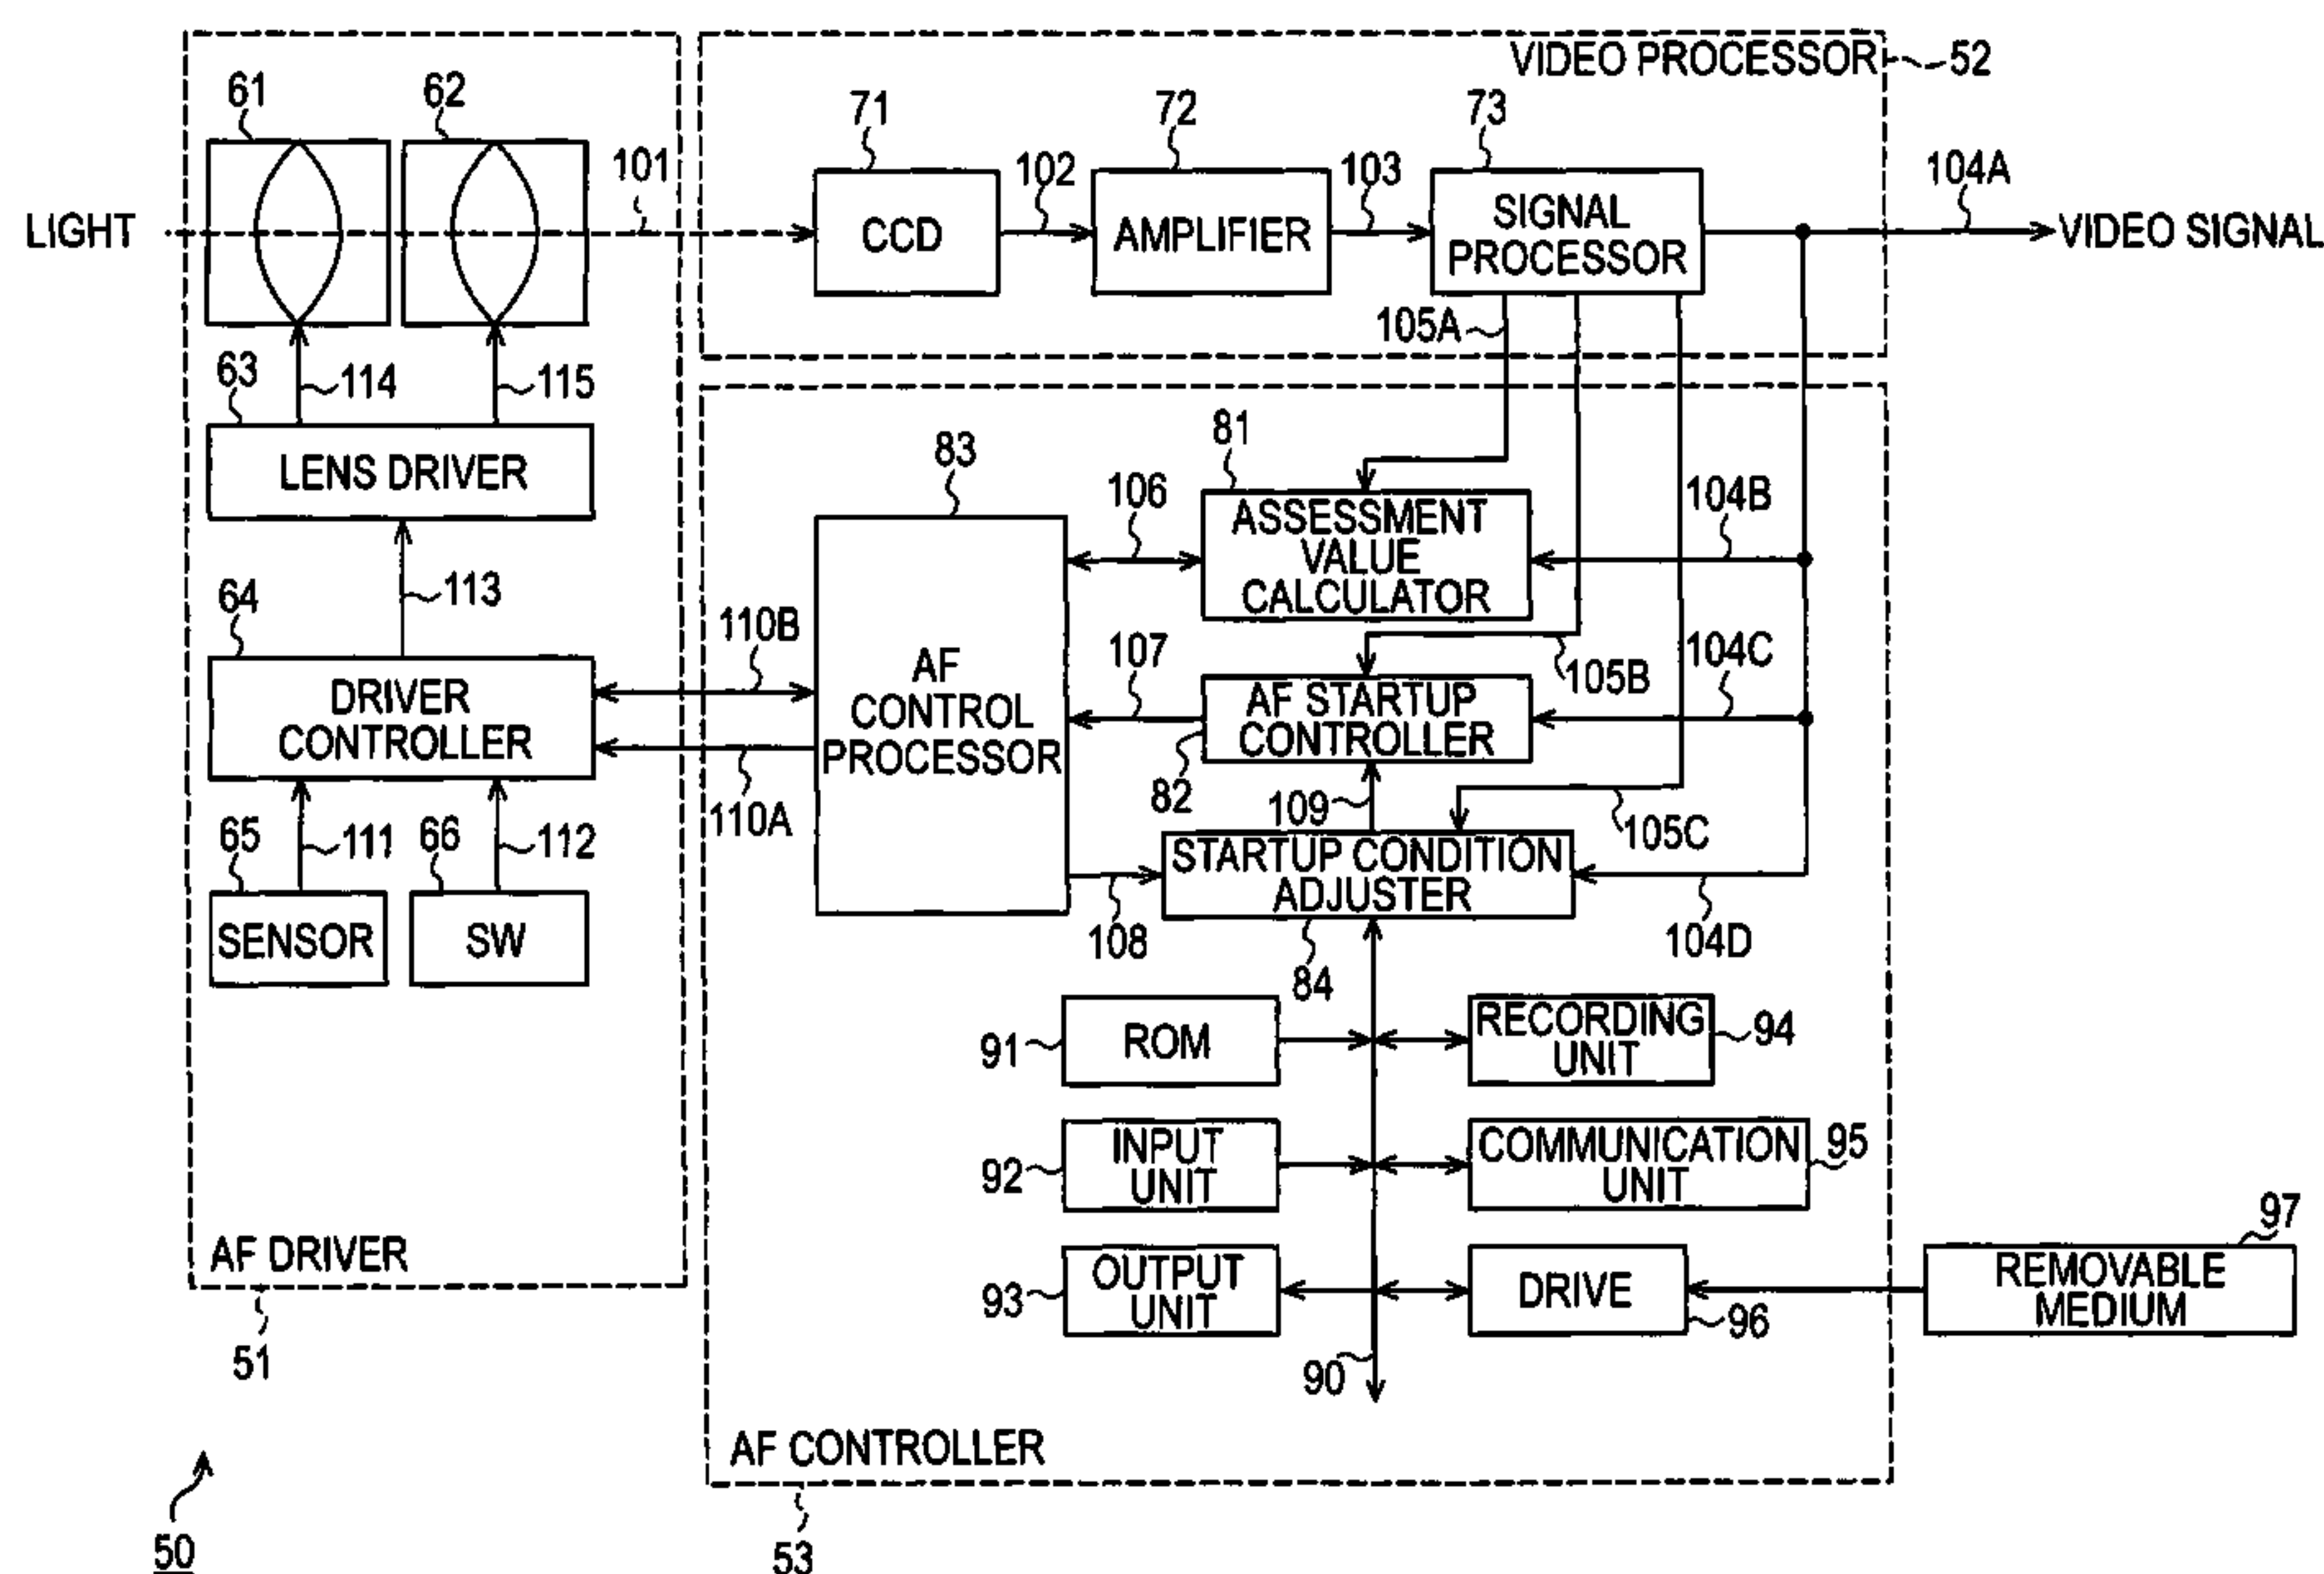 VIDEO PROCESSOR
52
61
62
71
72
73
101
102
103
104A
LIGHT
CCD
AMPLIFIER
SIGNAL
PROCESSOR
VIDEO SIGNAL
105A
63
114
115
LENS DRIVER
83
81
106
ASSESSMENT
VALUE
CALCULATOR
104B
113
64
110B
107
105B
104C
DRIVER
CONTROLLER
AF
CONTROL
PROCESSOR
AF STARTUP
CONTROLLER
82
109
105C
110A
65
111
66
112
STARTUP CONDITION
ADJUSTER
SENSOR
SW
108
84
104D
91
ROM
RECORDING
UNIT
94
92
INPUT
UNIT
COMMUNICATION
UNIT
95
93
OUTPUT
UNIT
DRIVE
96
97
REMOVABLE
MEDIUM
AF DRIVER
51
90
AF CONTROLLER
50
53